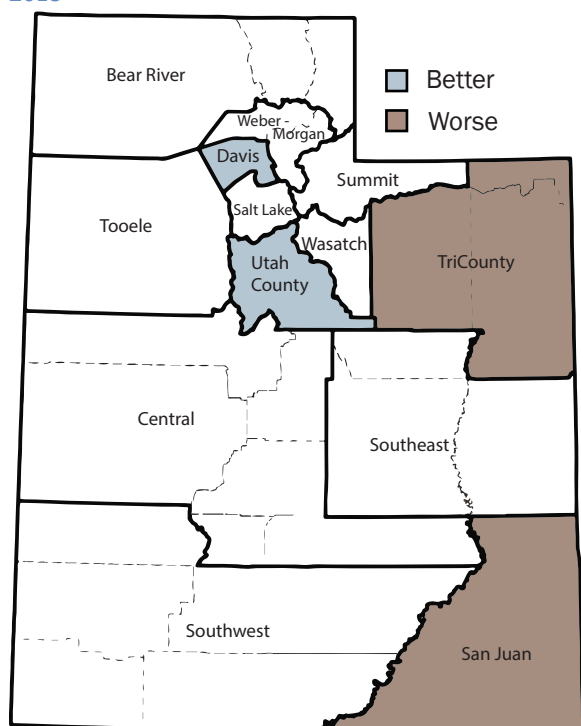 Better
Worse
Bear River
Weber -
Morgan
Davis
Summit
Salt Lake
Tooele
Wasatch
Utah
County
TriCounty
Central
Southeast
Southwest
San Juan